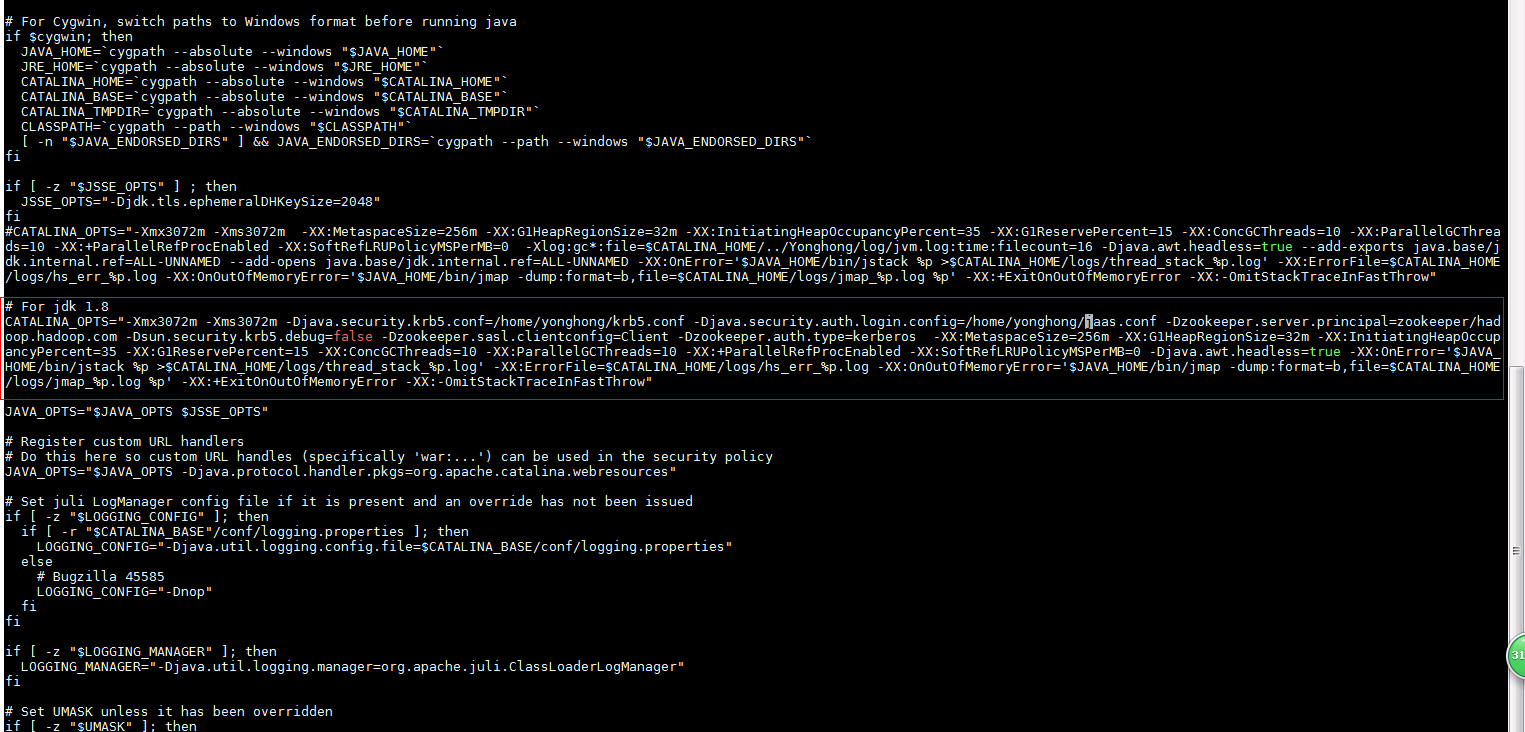 # For Cygwin, switch paths to Windows format before running java
if $cygwin; then
  JAVA_HOME=`cygpath --absolute --windows "$JAVA_HOME"`
  JRE_HOME=`cygpath --absolute --windows "$JRE_HOME"`
  CATALINA_HOME=`cygpath --absolute --windows "$CATALINA_HOME"`
  CATALINA_BASE=`cygpath --absolute --windows "$CATALINA_BASE"`
  CATALINA_TMPDIR=`cygpath --absolute --windows "$CATALINA_TMPDIR"`
  CLASSPATH=`cygpath --path --windows "$CLASSPATH"`
  [ -n "$JAVA_ENDORSED_DIRS" ] && JAVA_ENDORSED_DIRS=`cygpath --path --windows "$JAVA_ENDORSED_DIRS"`
fi

if [ -z "$JSSE_OPTS" ] ; then
  JSSE_OPTS="-Djdk.tls.ephemeralDHKeySize=2048"
fi
#CATALINA_OPTS="-Xmx3072m -Xms3072m  -XX:MetaspaceSize=256m -XX:G1HeapRegionSize=32m -XX:InitiatingHeapOccupancyPercent=35 -XX:G1ReservePercent=15 -XX:ConcGCThreads=10 -XX:ParallelGCThrea
ds=10 -XX:+ParallelRefProcEnabled -XX:SoftRefLRUPolicyMSPerMB=0  -Xlog:gc*:file=$CATALINA_HOME/../Yonghong/log/jvm.log:time:filecount=16 -Djava.awt.headless=true --add-exports java.base/j
dk.internal.ref=ALL-UNNAMED --add-opens java.base/jdk.internal.ref=ALL-UNNAMED -XX:OnError='$JAVA_HOME/bin/jstack %p >$CATALINA_HOME/logs/thread_stack_%p.log' -XX:ErrorFile=$CATALINA_HOME
/logs/hs_err_%p.log -XX:OnOutOfMemoryError='$JAVA_HOME/bin/jmap -dump:format=b,file=$CATALINA_HOME/logs/jmap_%p.log %p' -XX:+ExitOnOutOfMemoryError -XX:-OmitStackTraceInFastThrow"

# For jdk 1.8
CATALINA_OPTS="-Xmx3072m -Xms3072m -Djava.security.krb5.conf=/home/yonghong/krb5.conf -Djava.security.auth.login.config=/home/yonghong/jaas.conf -Dzookeeper.server.principal=zookeeper/had
oop.hadoop.com -Dsun.security.krb5.debug=false -Dzookeeper.sasl.clientconfig=Client -Dzookeeper.auth.type=kerberos  -XX:MetaspaceSize=256m -XX:G1HeapRegionSize=32m -XX:InitiatingHeapOccup
ancyPercent=35 -XX:G1ReservePercent=15 -XX:ConcGCThreads=10 -XX:ParallelGCThreads=10 -XX:+ParallelRefProcEnabled -XX:SoftRefLRUPolicyMSPerMB=0 -Djava.awt.headless=true -XX:OnError='$JAVA_
HOME/bin/jstack %p >$CATALINA_HOME/logs/thread_stack_%p.log' -XX:ErrorFile=$CATALINA_HOME/logs/hs_err_%p.log -XX:OnOutOfMemoryError='$JAVA_HOME/bin/jmap -dump:format=b,file=$CATALINA_HOME
/logs/jmap_%p.log %p' -XX:+ExitOnOutOfMemoryError -XX:-OmitStackTraceInFastThrow"

JAVA_OPTS="$JAVA_OPTS $JSSE_OPTS"

# Register custom URL handlers
# Do this here so custom URL handles (specifically 'war:...') can be used in the security policy
JAVA_OPTS="$JAVA_OPTS -Djava.protocol.handler.pkgs=org.apache.catalina.webresources"

# Set juli LogManager config file if it is present and an override has not been issued
if [ -z "$LOGGING_CONFIG" ]; then
  if [ -r "$CATALINA_BASE"/conf/logging.properties ]; then
    LOGGING_CONFIG="-Djava.util.logging.config.file=$CATALINA_BASE/conf/logging.properties"
  else
    # Bugzilla 45585
    LOGGING_CONFIG="-Dnop"
  fi
fi

if [ -z "$LOGGING_MANAGER" ]; then
  LOGGING_MANAGER="-Djava.util.logging.manager=org.apache.juli.ClassLoaderLogManager"
fi
31

# Set UMASK unless it has been overridden
if [ -z "$UMASK" ]; then